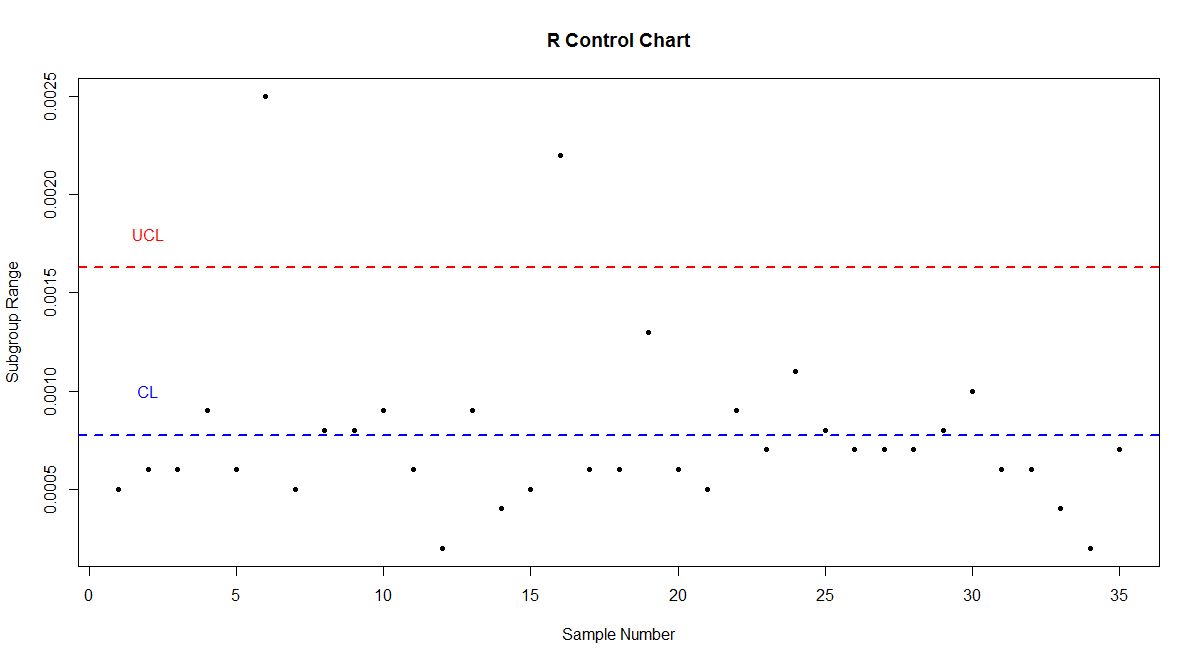 R Control Chart
0.0025
0.0020
0.0015
0.0010
0.0005
Subgroup Range
UCL
CL
0 5 10 15 20 25 30 35
Sample Number